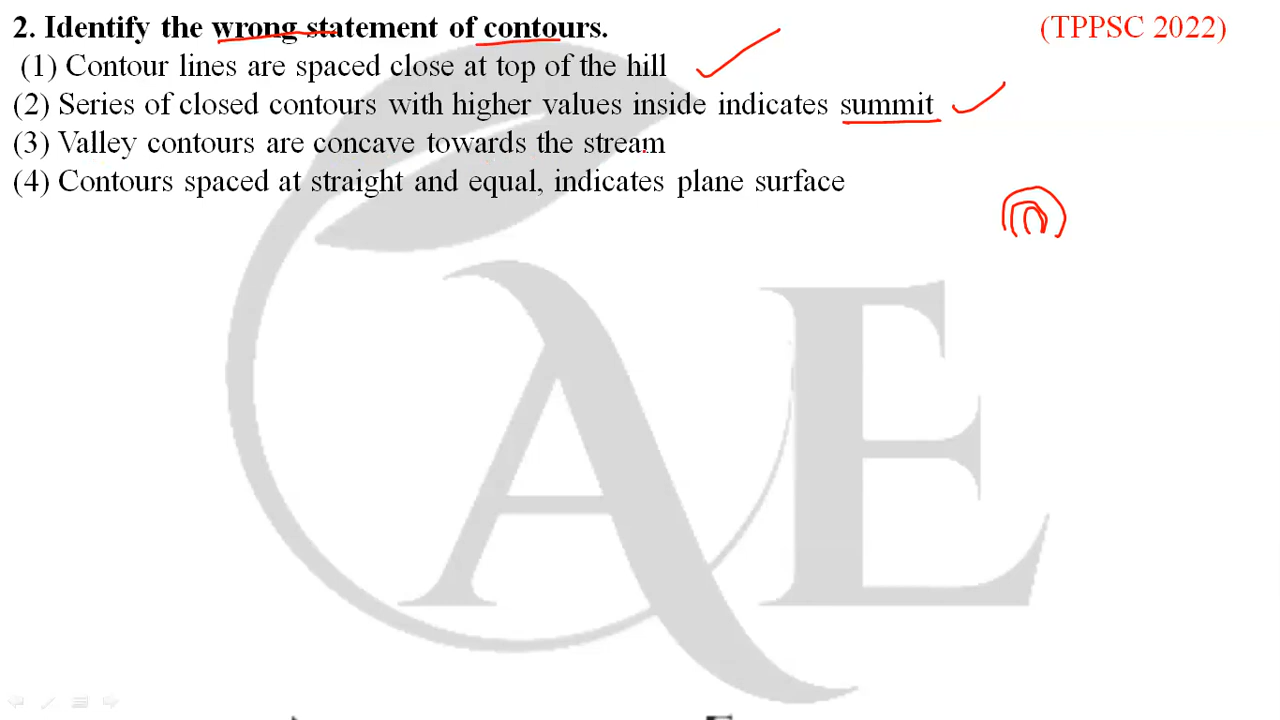 2. Identify the wrong statement of contours. (TPPSC 2022)
(1) Contour lines are spaced close at top of the hill
(2) Series of closed contours with higher values inside indicates summit
(3) Valley contours are concave towards the stream
(4) Contours spaced at straight and equal, indicates plane surface
AE